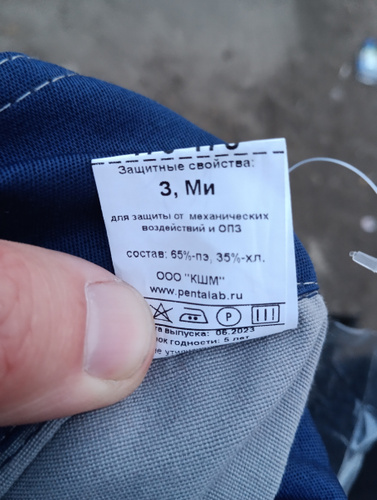 Защитные свойства:
З, Ми
для защиты от механических
воздействий и ОПЗ
состав: 65%-пэ, 35%-хл.
ООО "КШМ"
www.pentalab.ru
P
выпуска: 06.2023
годности: 5 лет